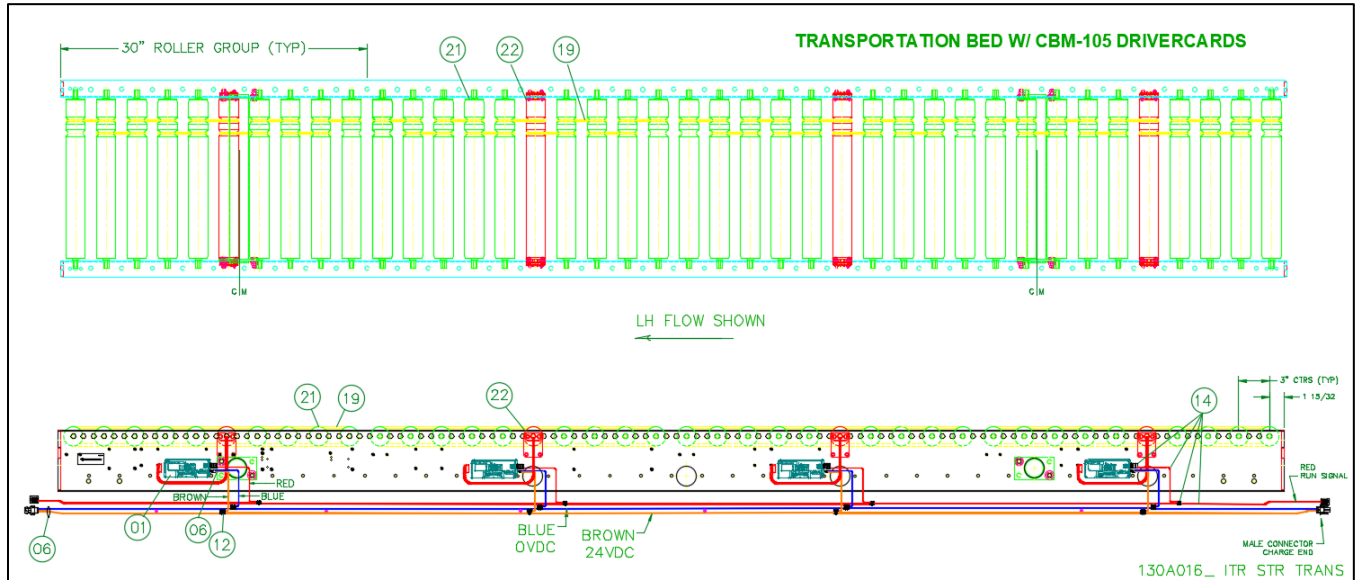 TRANSPORTATION BED W/ CBM-105 DRIVERCARDS
30" ROLLER GROUP (TYP)
21
22
19
C M
C M
LH FLOW SHOWN
21
19
22
14
3" CTRS (TYP)
1 15/32
RED
BROWN
BLUE
RED
RUN SIGNAL
01
06
12
06
BLUE
0VDC
BROWN
24VDC
MALE CONNECTOR
CHARGE END
130A016_ ITR STR TRANS